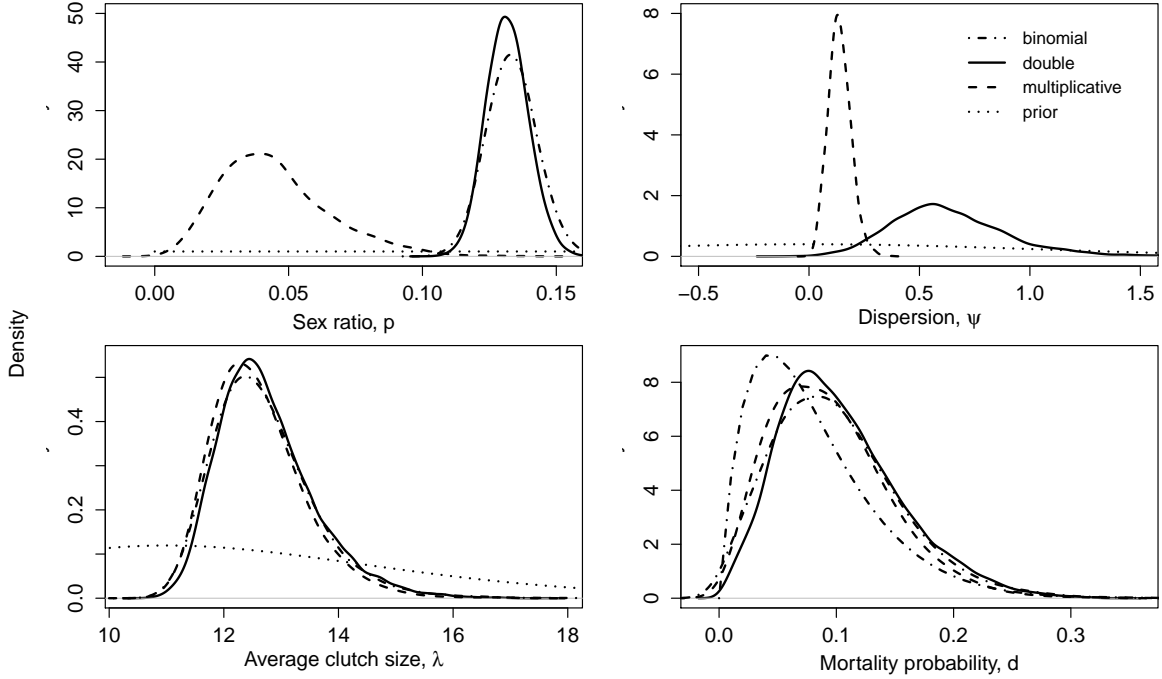 50
40
30
20
10
0
0.00 0.05 0.10 0.15
Sex ratio, p
8
6
4
2
0
−0.5 0.0 0.5 1.0 1.5
Dispersion, ψ
binomial
double
multiplicative
prior
Density
0.4
0.2
0.0
10 12 14 16 18
Average clutch size, λ
8
6
4
2
0
0.0 0.1 0.2 0.3
Mortality probability, d